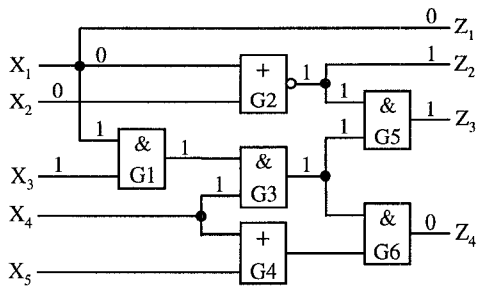 0 Z1
X1 0 + 1 1 Z2
X2 0 G2 1 & 1 Z3
1 & 1 & 1 G5
X3 1 G1 G3 1
X4 1 & 0 Z4
+ G6
X5 G4